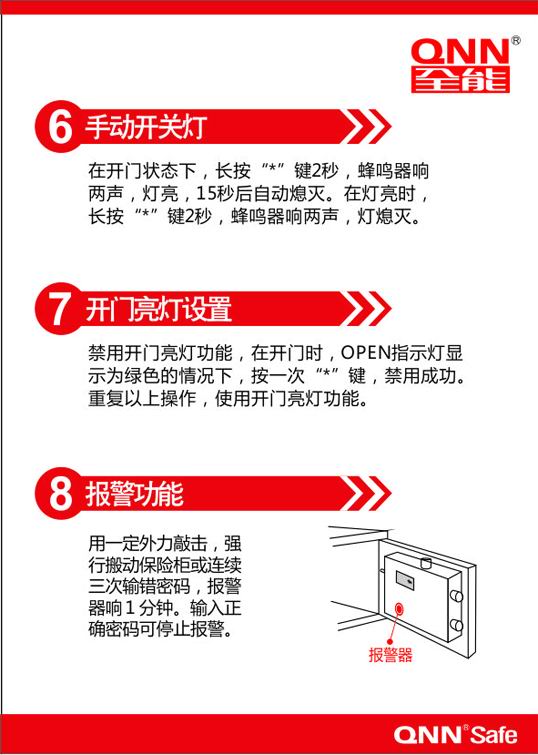 QNN®
全能
6 手动开关灯
在开门状态下，长按“*”键2秒，蜂鸣器响
两声，灯亮，15秒后自动熄灭。在灯亮时，
长按“*”键2秒，蜂鸣器响两声，灯熄灭。
7 开门亮灯设置
禁用开门亮灯功能，在开门时，OPEN指示灯显
示为绿色的情况下，按一次“*”键，禁用成功。
重复以上操作，使用开门亮灯功能。
8 报警功能
用一定外力敲击，强
行搬动保险柜或连续
三次输错密码，报警
器响1分钟。输入正
确密码可停止报警。
报警器
QNN® Safe